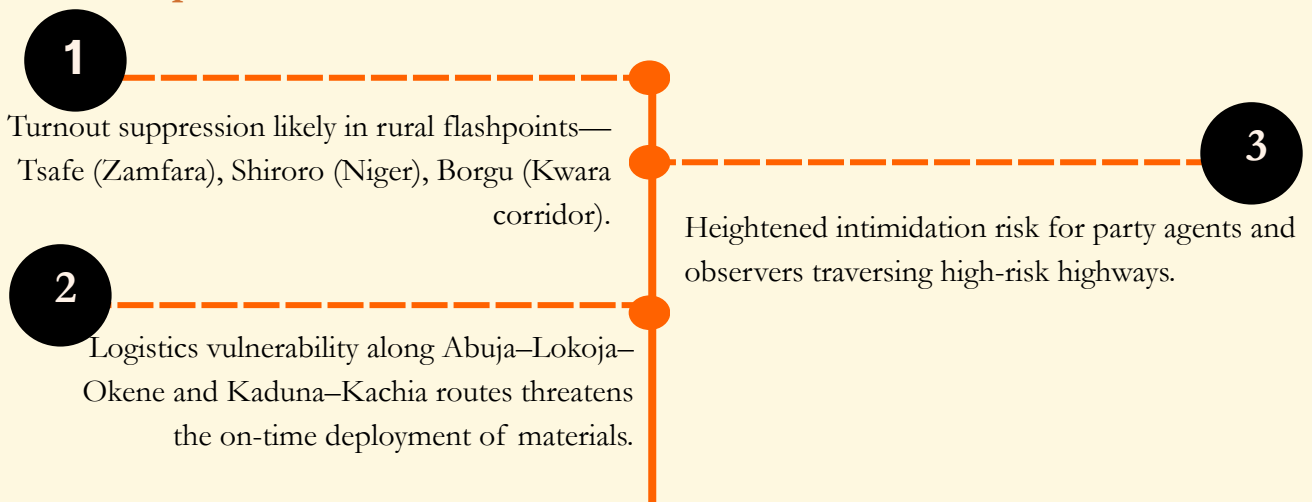 1
Turnout suppression likely in rural flashpoints—
Tsafe (Zamfara), Shiroro (Niger), Borgu (Kwara
corridor).
2
Logistics vulnerability along Abuja–Lokoja–
Okene and Kaduna–Kachia routes threatens
the on-time deployment of materials.
3
Heightened intimidation risk for party agents and
observers traversing high-risk highways.